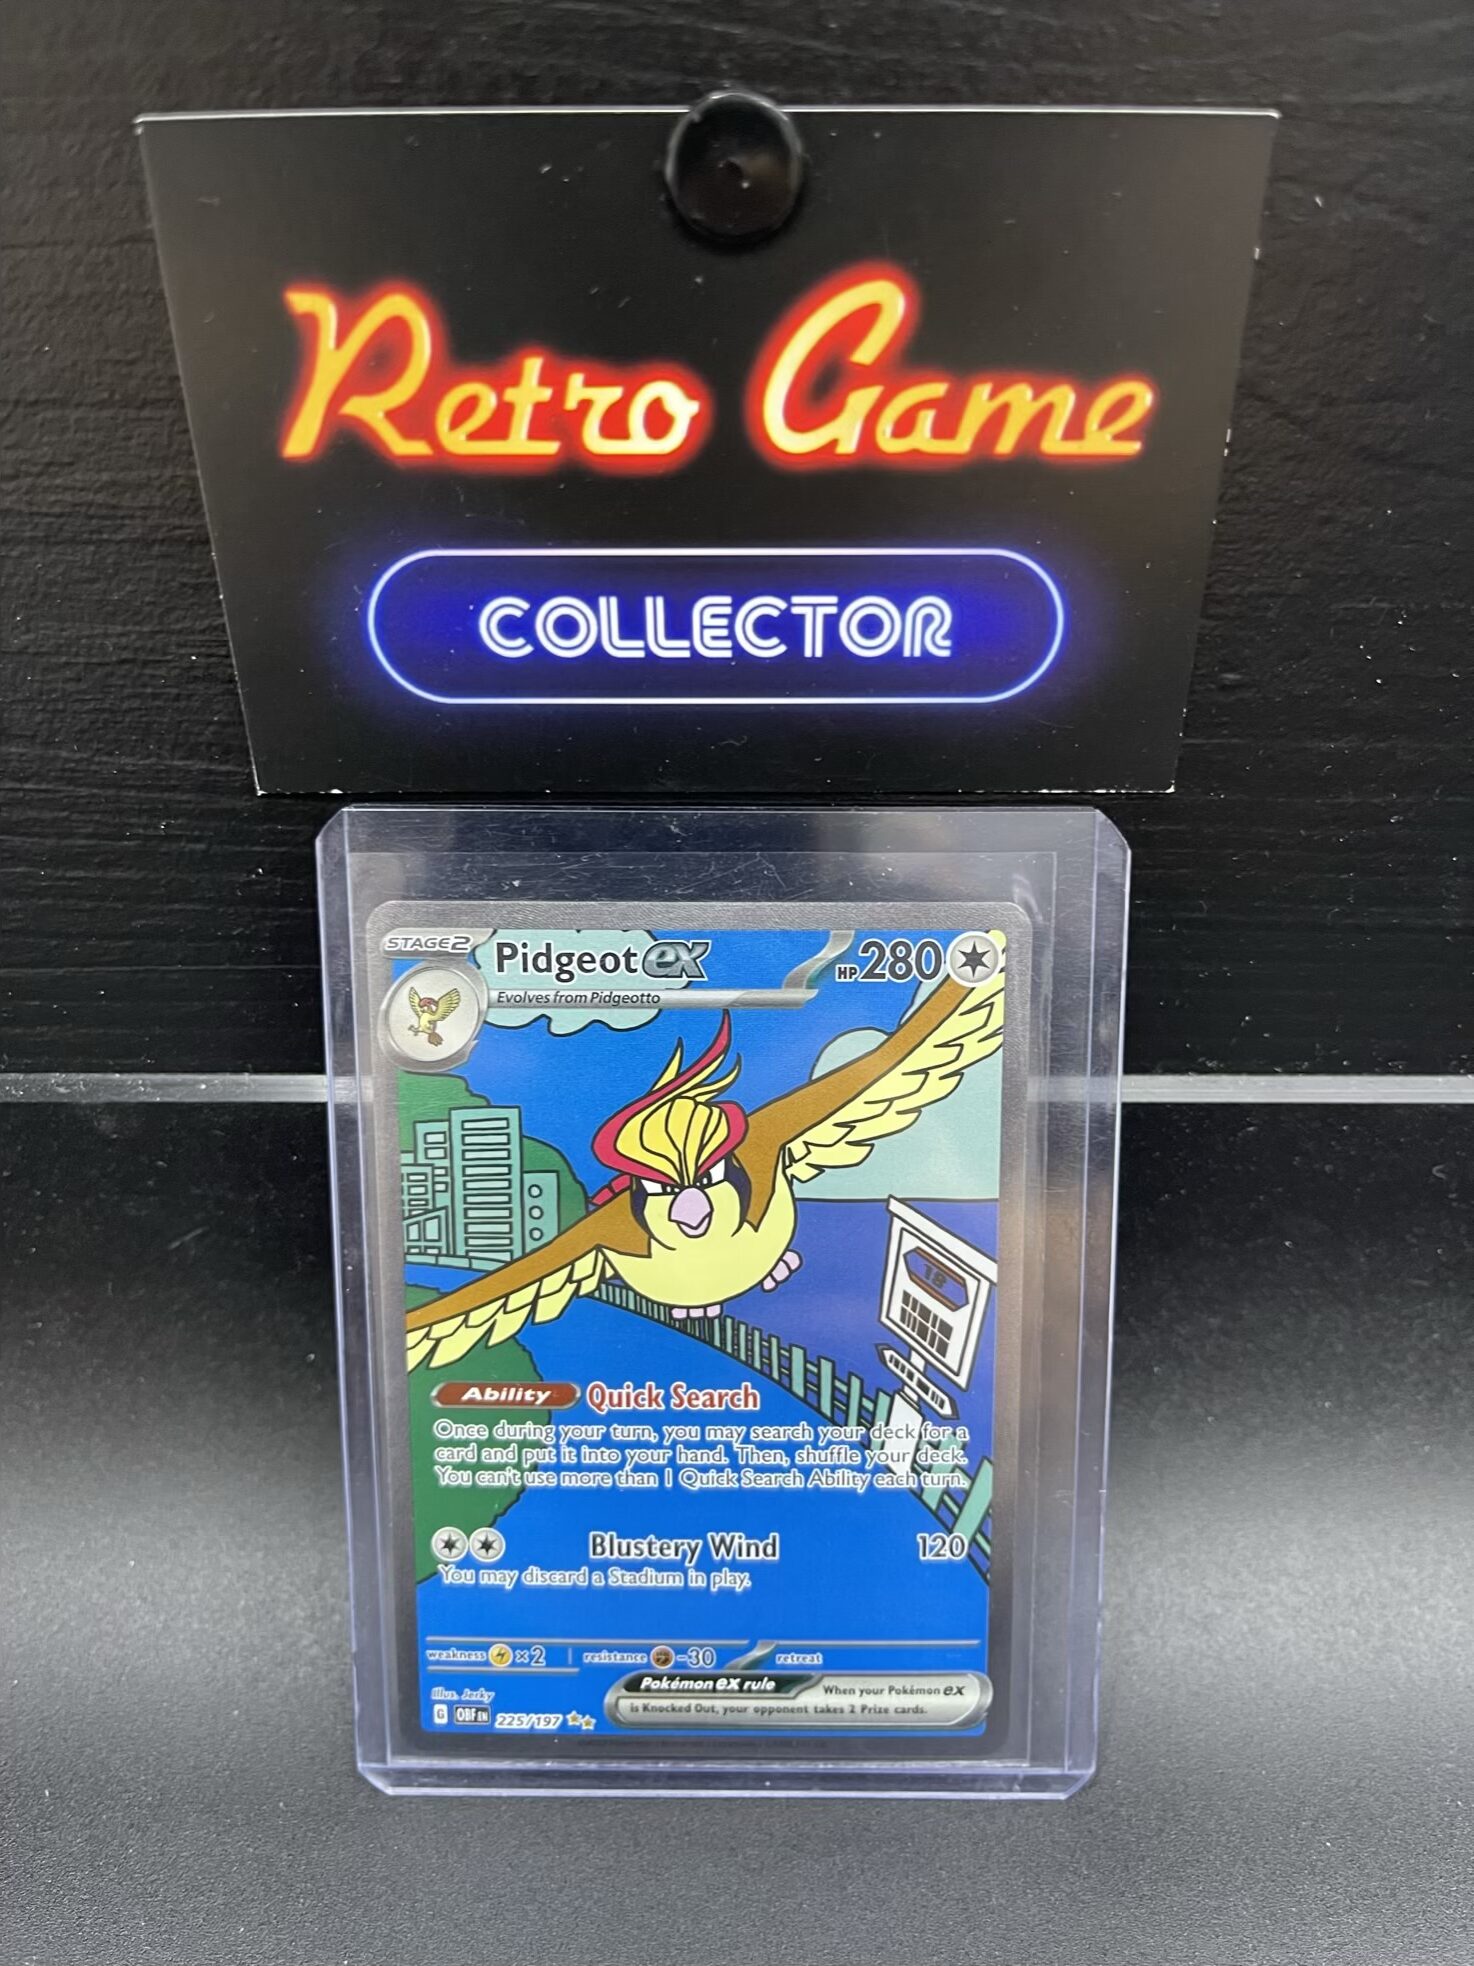 Retro Game
COLLECTOR
STAGE2
Pidgeot ex
HP 280
Evolves from Pidgeotto
18
Ability Quick Search
Once during your turn, you may search your deck for a
card and put it into your hand. Then, shuffle your deck.
You can't use more than 1 Quick Search Ability each turn.
Blustery Wind 120
You may discard a Stadium in play.
weakness ×2 resistance -30 retreat
Pokémon ex rule When your Pokémon ex
is Knocked Out, your opponent takes 2 Prize cards.
Illus. Jerky
G OBF EN 225/197